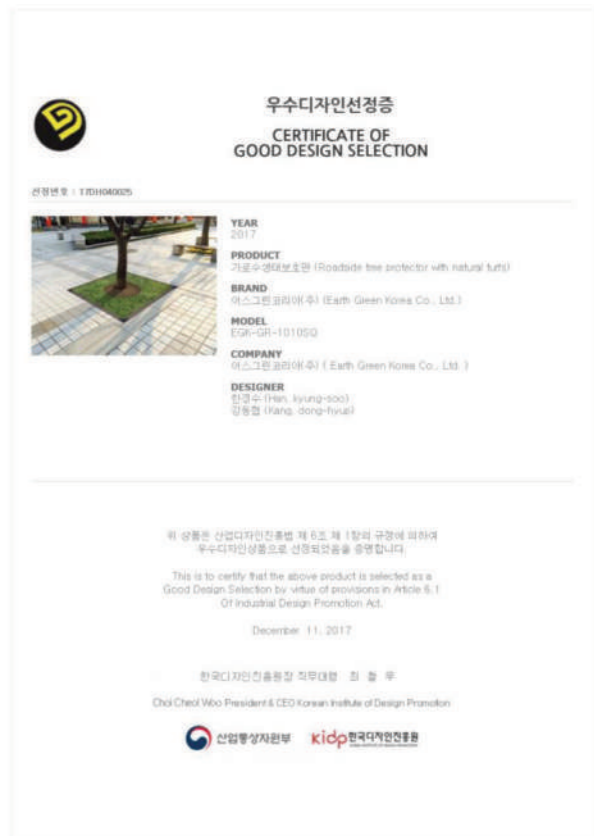 우수디자인선정증
CERTIFICATE OF
GOOD DESIGN SELECTION
선정번호 : 17DH040025
YEAR
2017
PRODUCT
가로수생태보호판 (Roadside tree protector with natural turfs)
BRAND
어스그린코리아(주) (Earth Green Korea Co., Ltd.)
MODEL
EGK-GR-1010SQ
COMPANY
어스그린코리아(주) ( Earth Green Korea Co., Ltd. )
DESIGNER
한경수 (Han, kyung-soo)
강동협 (Kang, dong-hyup)
위 상품은 산업디자인진흥법 제 6조 제 1항의 규정에 의하여
우수디자인상품으로 선정되었음을 증명합니다.
This is to certify that the above product is selected as a
Good Design Selection by virtue of provisions in Article 6.1
Of Industrial Design Promotion Act.
December 11, 2017
한국디자인진흥원장 직무대행 최 철 우
Choi Cheol Woo President & CEO Korean Institute of Design Promotion
산업통상자원부
kidp 한국디자인진흥원